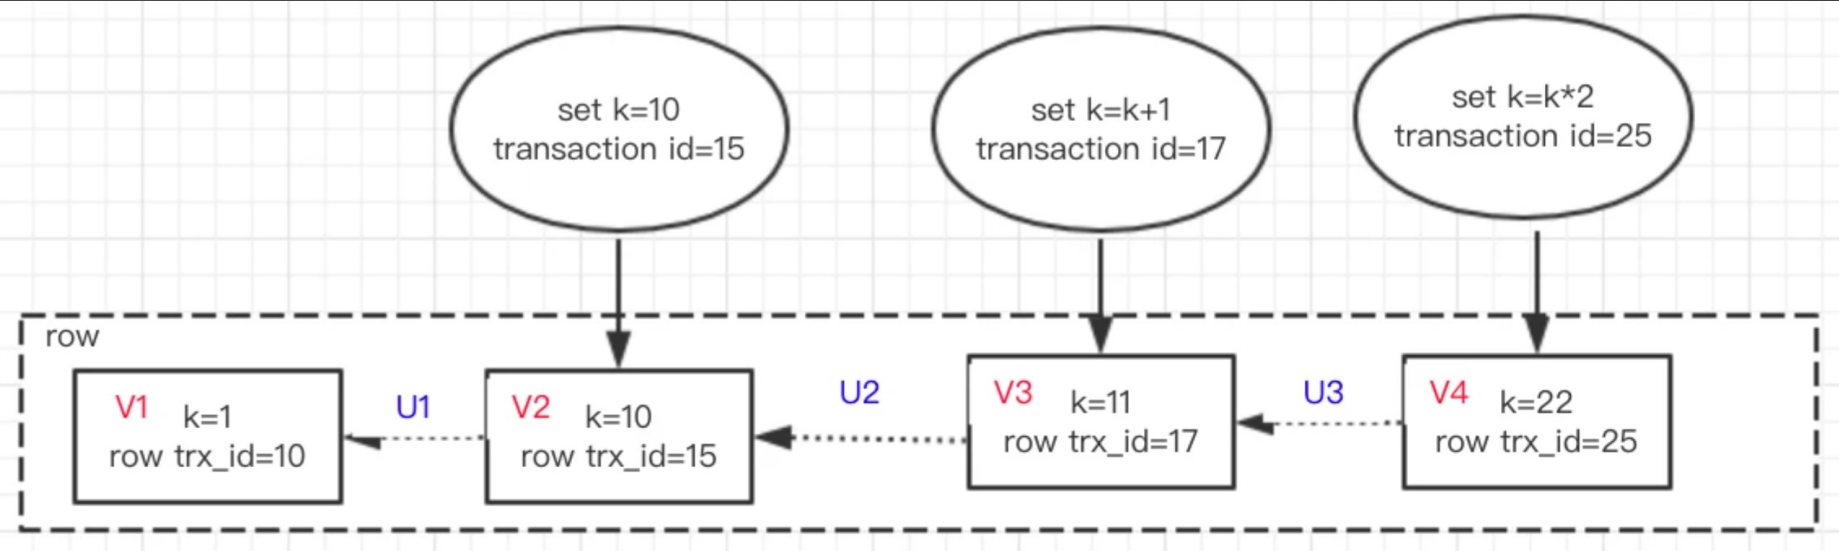 set k=10
transaction id=15
set k=k+1
transaction id=17
set k=k*2
transaction id=25
row
V1 k=1
row trx_id=10
U1
V2 k=10
row trx_id=15
U2
V3 k=11
row trx_id=17
U3
V4 k=22
row trx_id=25